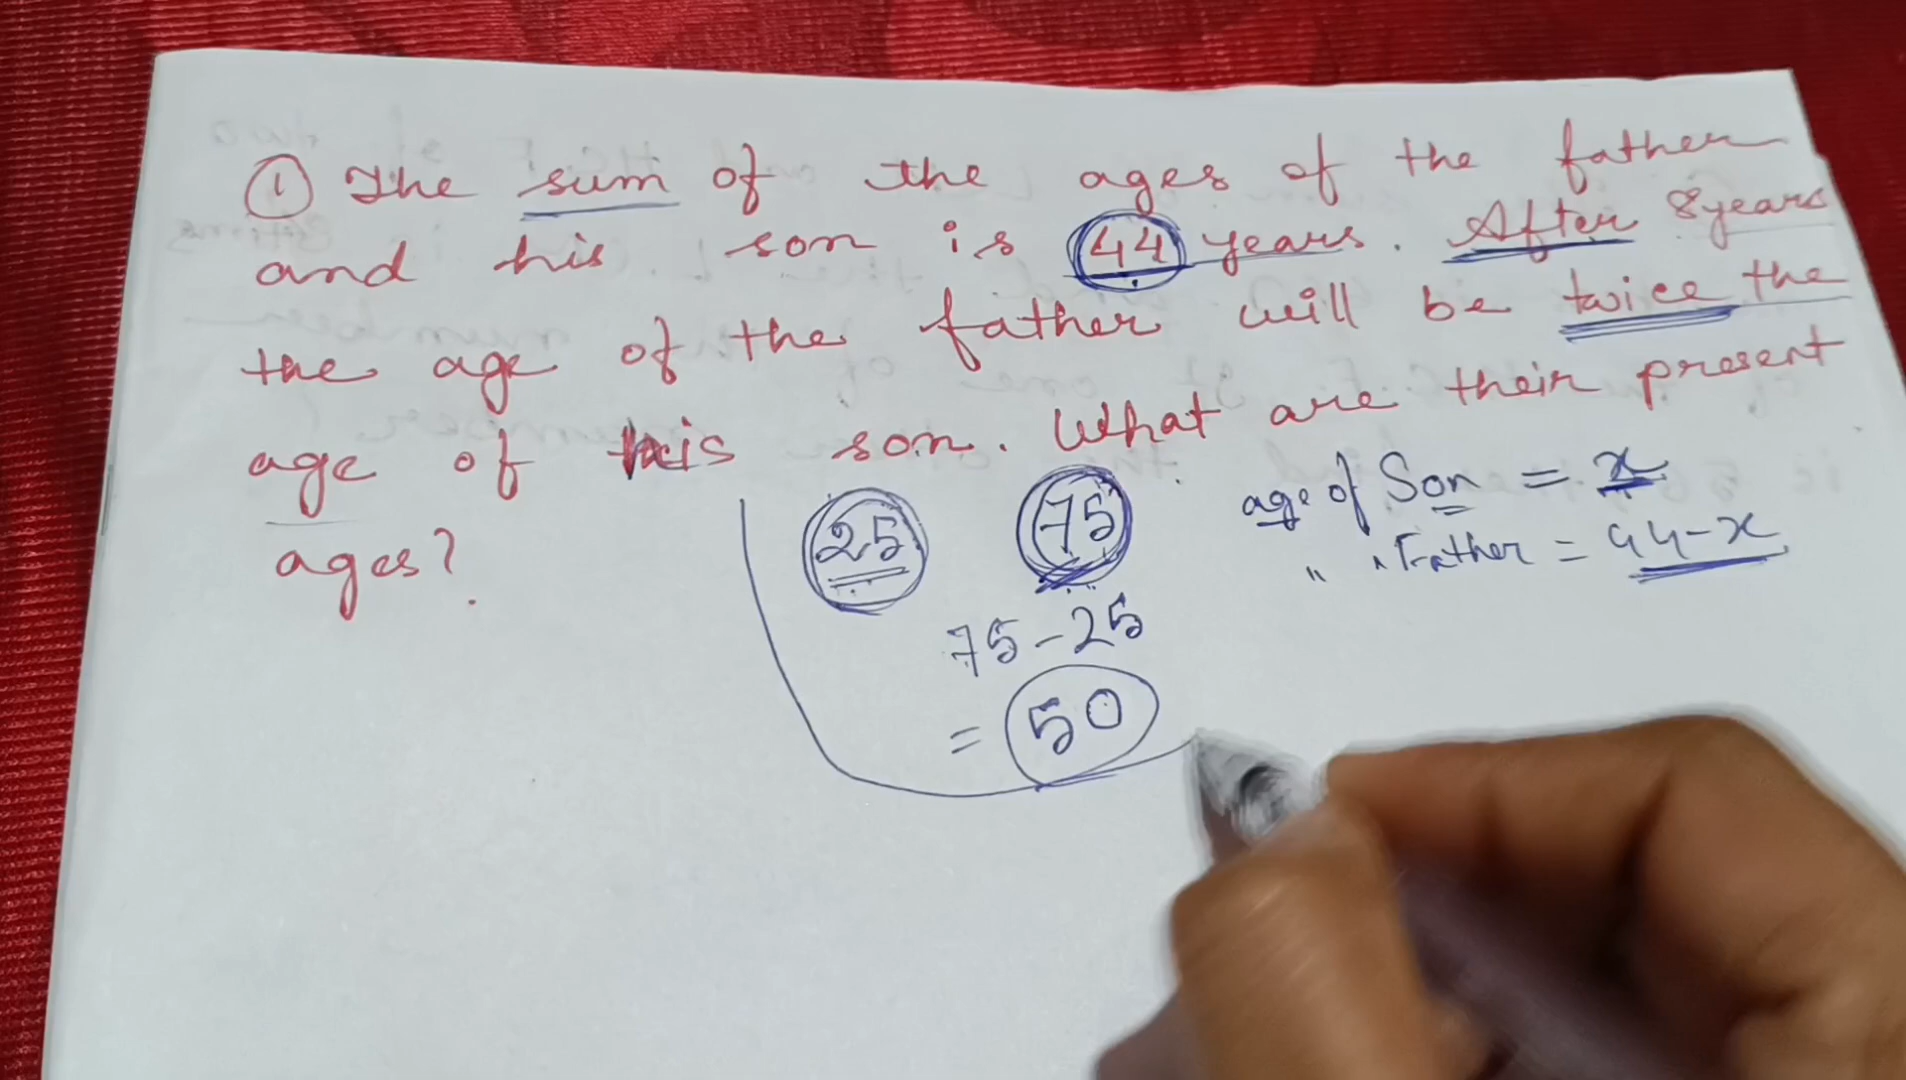 ① The sum of the ages of the father
and his son is 44 years. After 8 years
the age of the father will be twice the
age of his son. What are their present
ages?
25 75
75-25
= 50
age of Son = x
" " Father = 44-x